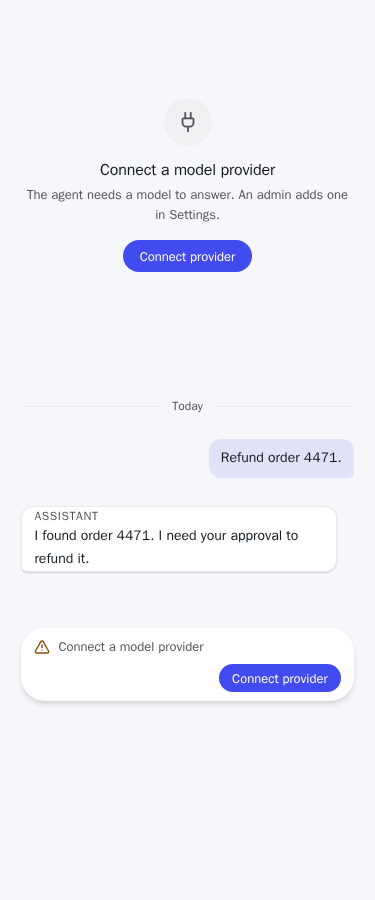 Connect a model provider
The agent needs a model to answer. An admin adds one
in Settings.
Connect provider
Today
Refund order 4471.
ASSISTANT
I found order 4471. I need your approval to
refund it.
Connect a model provider
Connect provider